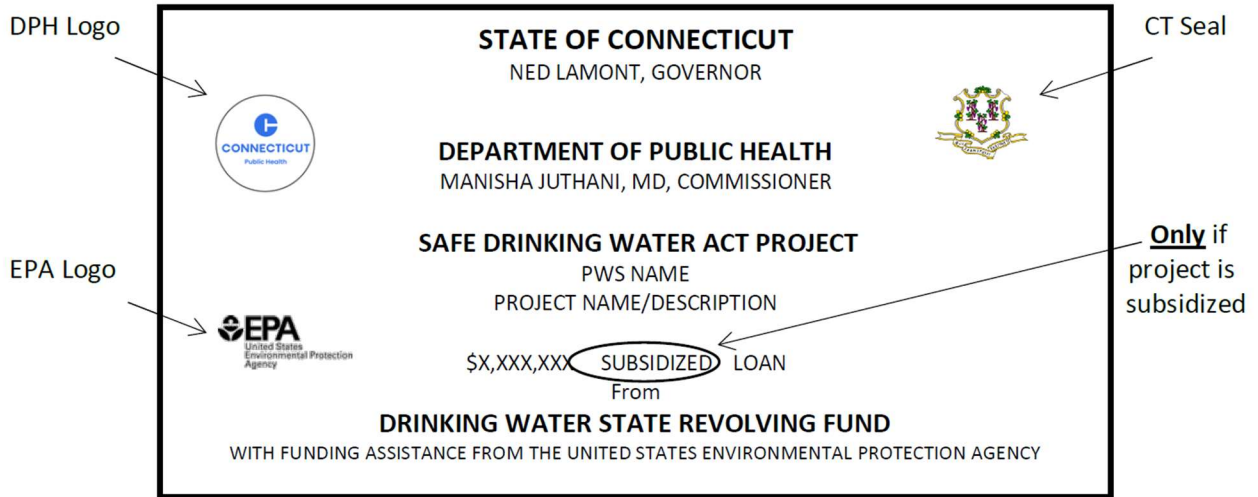 DPH Logo
CT Seal
STATE OF CONNECTICUT
NED LAMONT, GOVERNOR
CONNECTICUT
Public Health
DEPARTMENT OF PUBLIC HEALTH
MANISHA JUTHANI, MD, COMMISSIONER
SAFE DRINKING WATER ACT PROJECT
PWS NAME
PROJECT NAME/DESCRIPTION
Only if
project is
subsidized
EPA Logo
EPA
United States
Environmental Protection
Agency
$X,XXX,XXX SUBSIDIZED LOAN
From
DRINKING WATER STATE REVOLVING FUND
WITH FUNDING ASSISTANCE FROM THE UNITED STATES ENVIRONMENTAL PROTECTION AGENCY